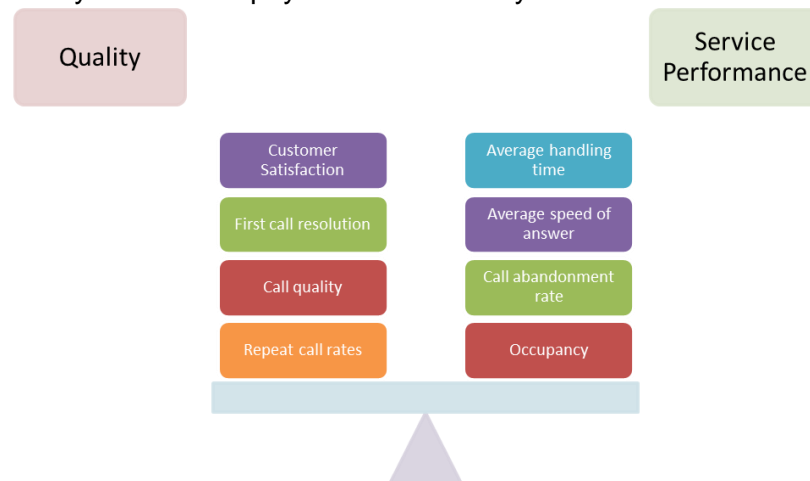 Quality
Service
Performance
Customer
Satisfaction
Average handling
time
First call resolution
Average speed of
answer
Call quality
Call abandonment
rate
Repeat call rates
Occupancy